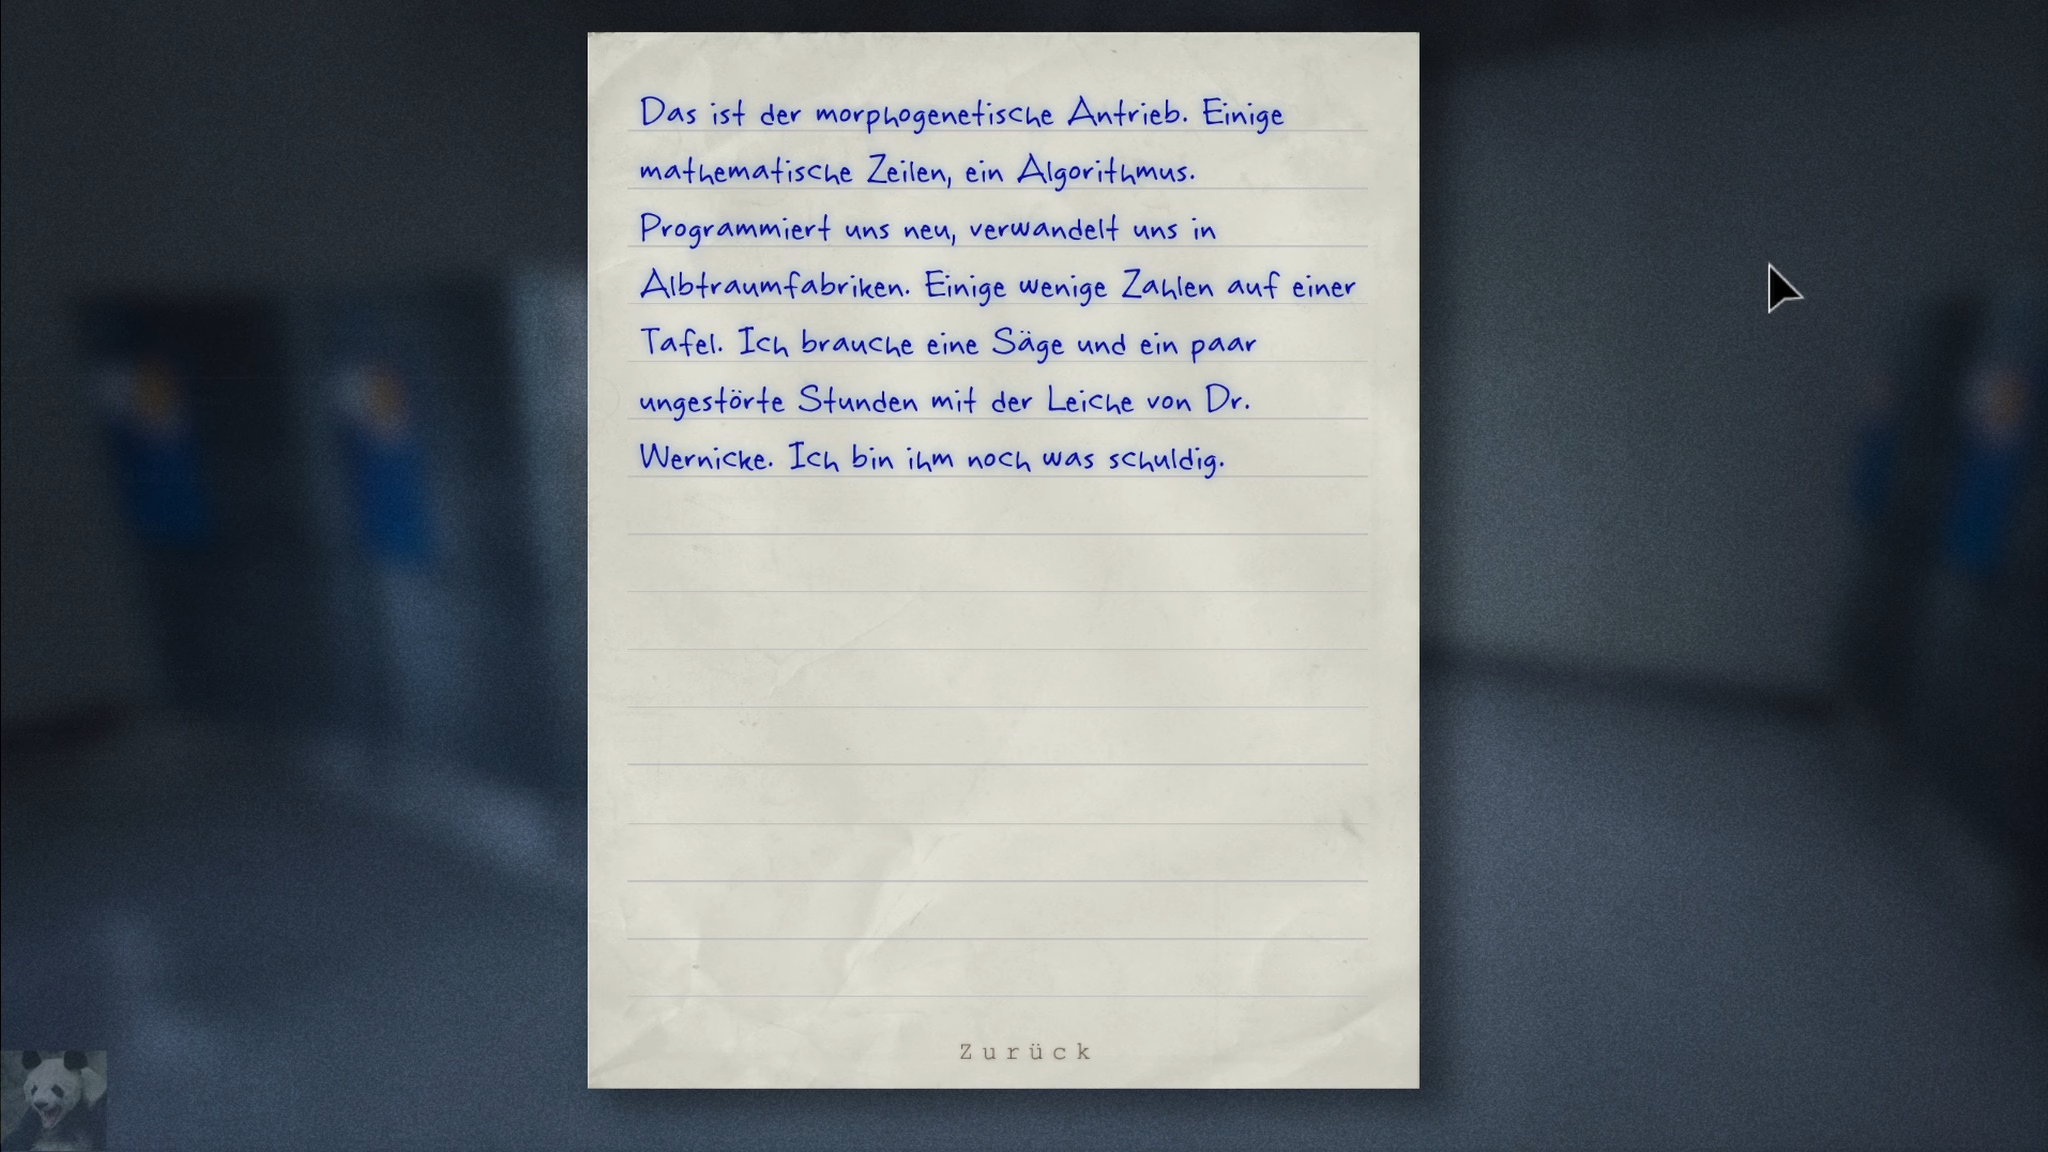 Das ist der morphogenetische Antrieb. Einige
mathematische Zeilen, ein Algorithmus.
Programmiert uns neu, verwandelt uns in
Albtraumfabriken. Einige wenige Zahlen auf einer
Tafel. Ich brauche eine Säge und ein paar
ungestörte Stunden mit der Leiche von Dr.
Wernicke. Ich bin ihm noch was schuldig.
Zurück